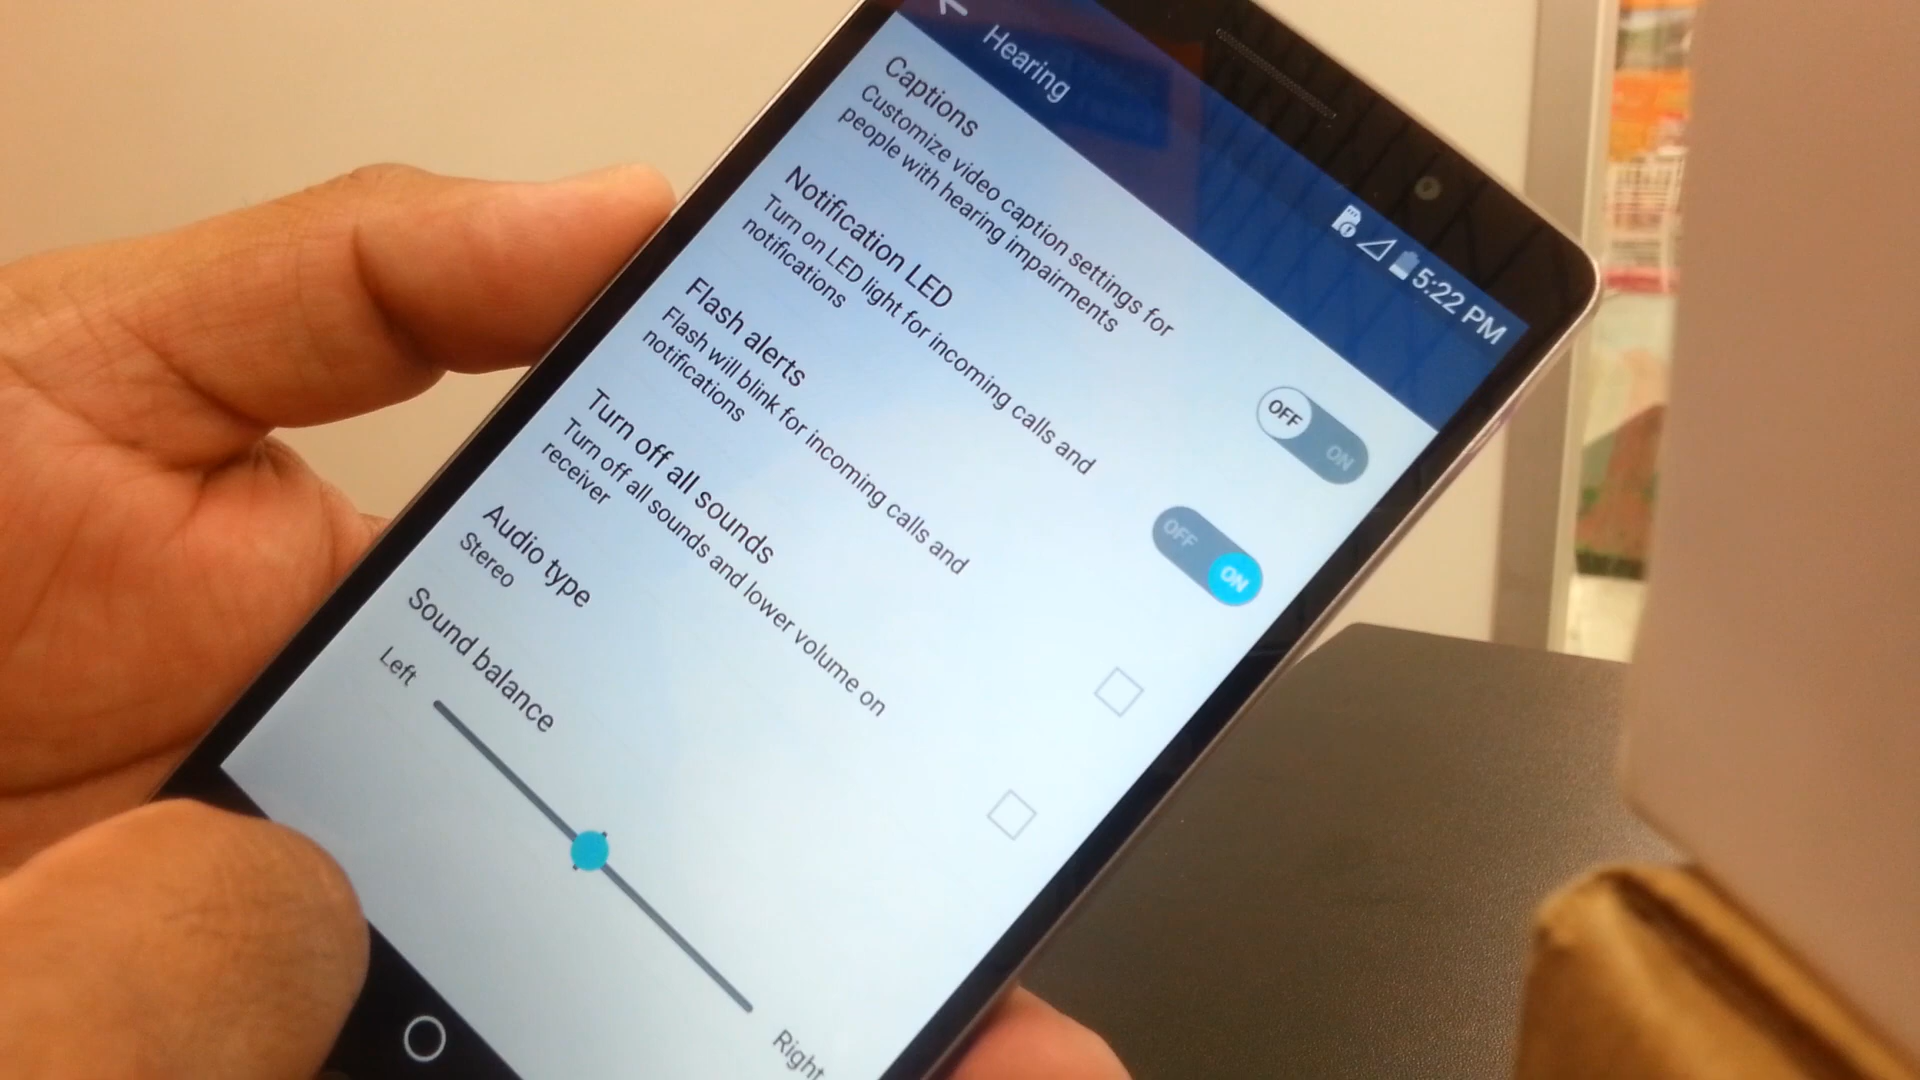 5:22 PM
Hearing
Captions
Customize video caption settings for
people with hearing impairments
OFF ON
Notification LED
Turn on LED light for incoming calls and
notifications
OFF ON
Flash alerts
Flash will blink for incoming calls and
notifications
Turn off all sounds
Turn off all sounds and lower volume on
receiver
Audio type
Stereo
Sound balance
Left
Right